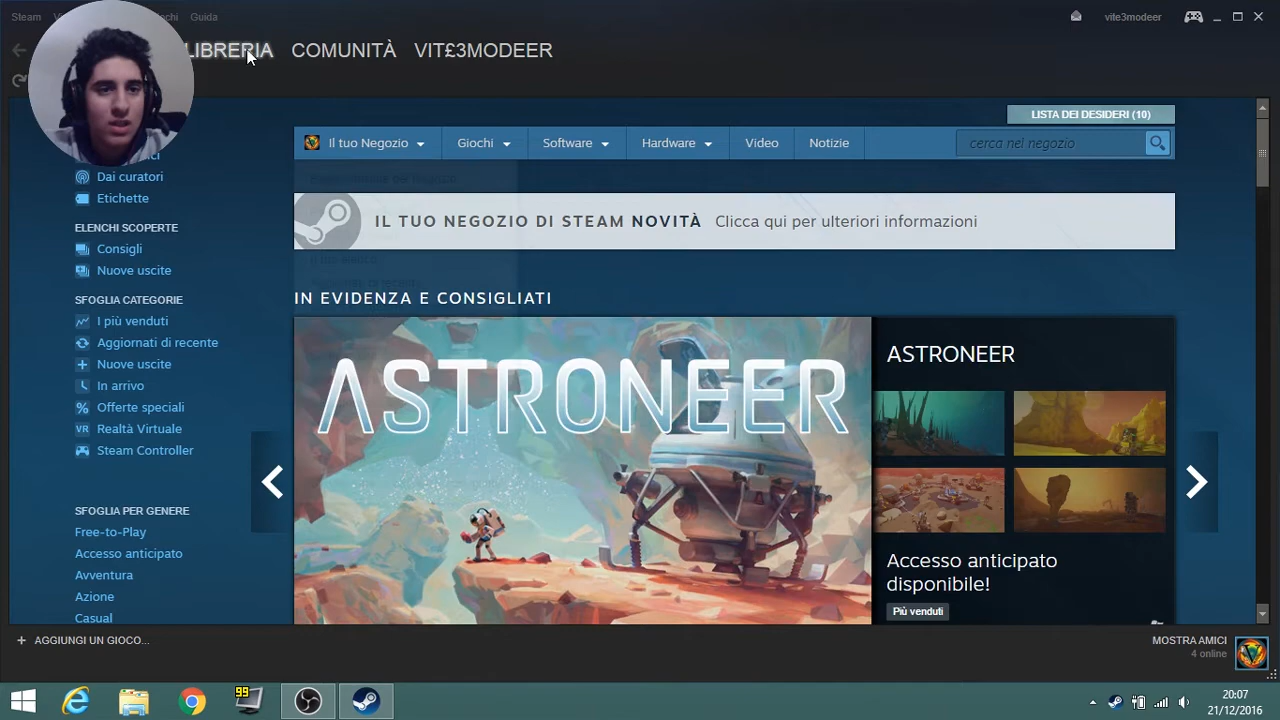 Steam
Guida
vite3modeer
LIBRERIA
COMUNITÀ
VIT£3MODEER
LISTA DEI DESIDERI (10)
Il tuo Negozio
Giochi
Software
Hardware
Video
Notizie
cerca nel negozio
Dai curatori
Etichette
ELENCHI SCOPERTE
Consigli
Nuove uscite
SFOGLIA CATEGORIE
I più venduti
Aggiornati di recente
Nuove uscite
In arrivo
Offerte speciali
VR Realtà Virtuale
Steam Controller
SFOGLIA PER GENERE
Free-to-Play
Accesso anticipato
Avventura
Azione
Casual
IL TUO NEGOZIO DI STEAM NOVITÀ Clicca qui per ulteriori informazioni
IN EVIDENZA E CONSIGLIATI
ASTRONEER
ASTRONEER
Accesso anticipato
disponibile!
Più venduti
+ AGGIUNGI UN GIOCO...
MOSTRA AMICI
4 online
99
20:07
21/12/2016